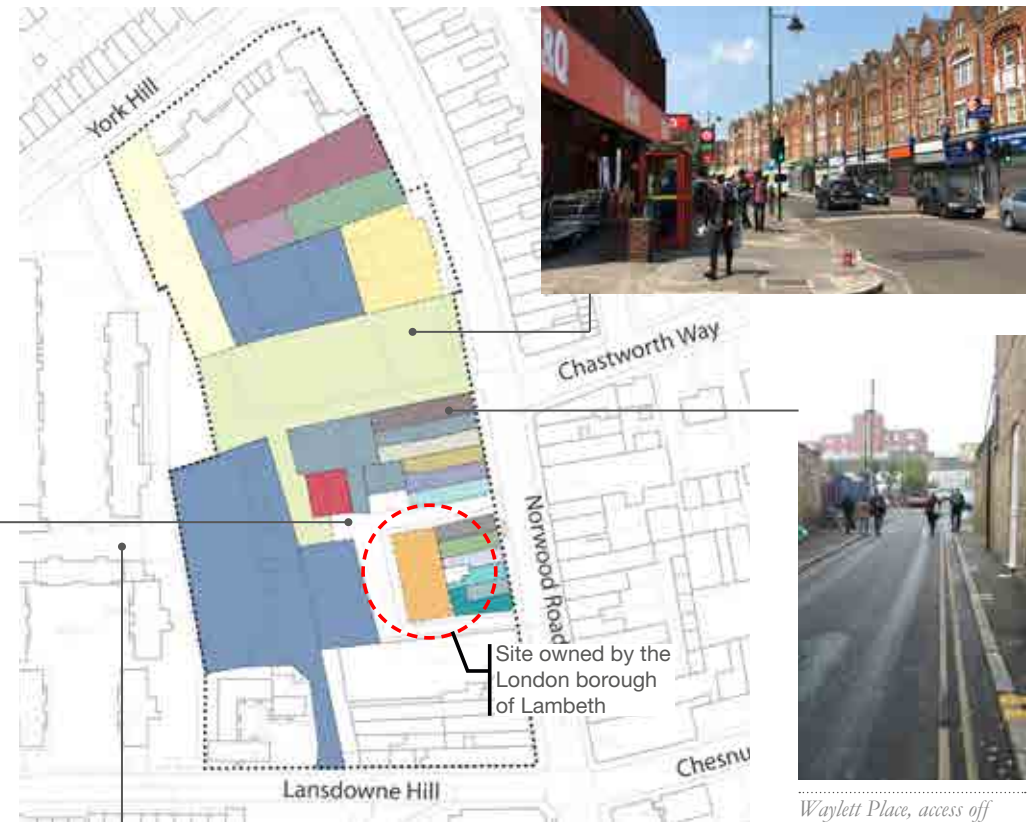 York Hill
B&Q
Chastworth Way
Norwood Road
Site owned by the
London borough
of Lambeth
Chesnu
Lansdowne Hill
Waylett Place, access off